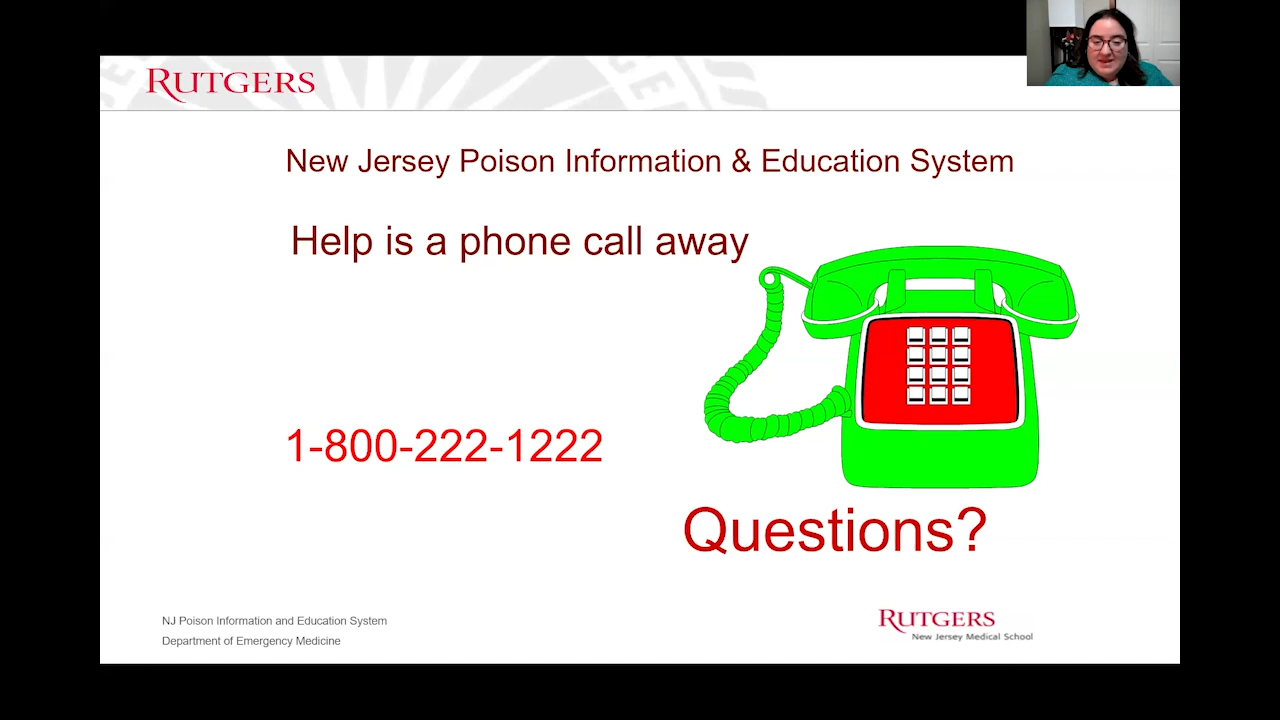 RUTGERS
New Jersey Poison Information & Education System
Help is a phone call away
1-800-222-1222
Questions?
NJ Poison Information and Education System
Department of Emergency Medicine
RUTGERS
New Jersey Medical School